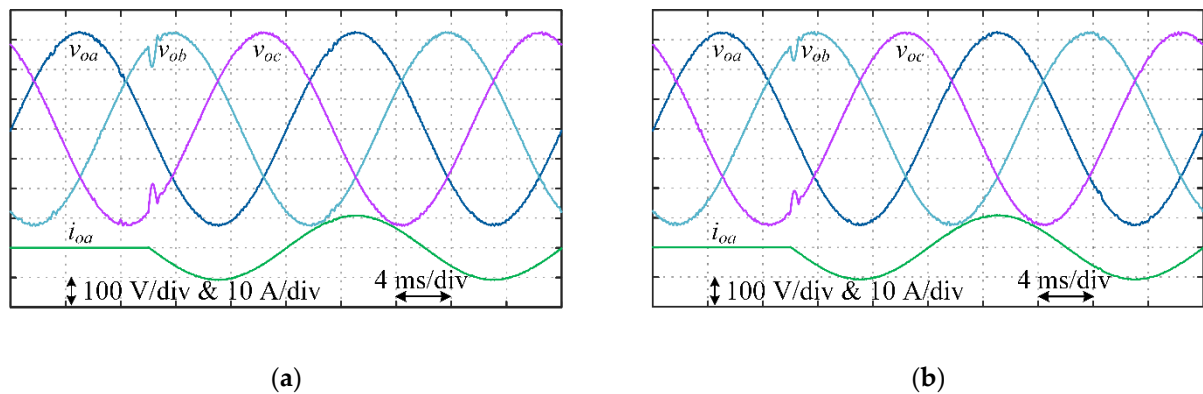 voa vob voc
ioa
4 ms/div
100 V/div & 10 A/div
(a)
voa vob voc
ioa
4 ms/div
100 V/div & 10 A/div
(b)